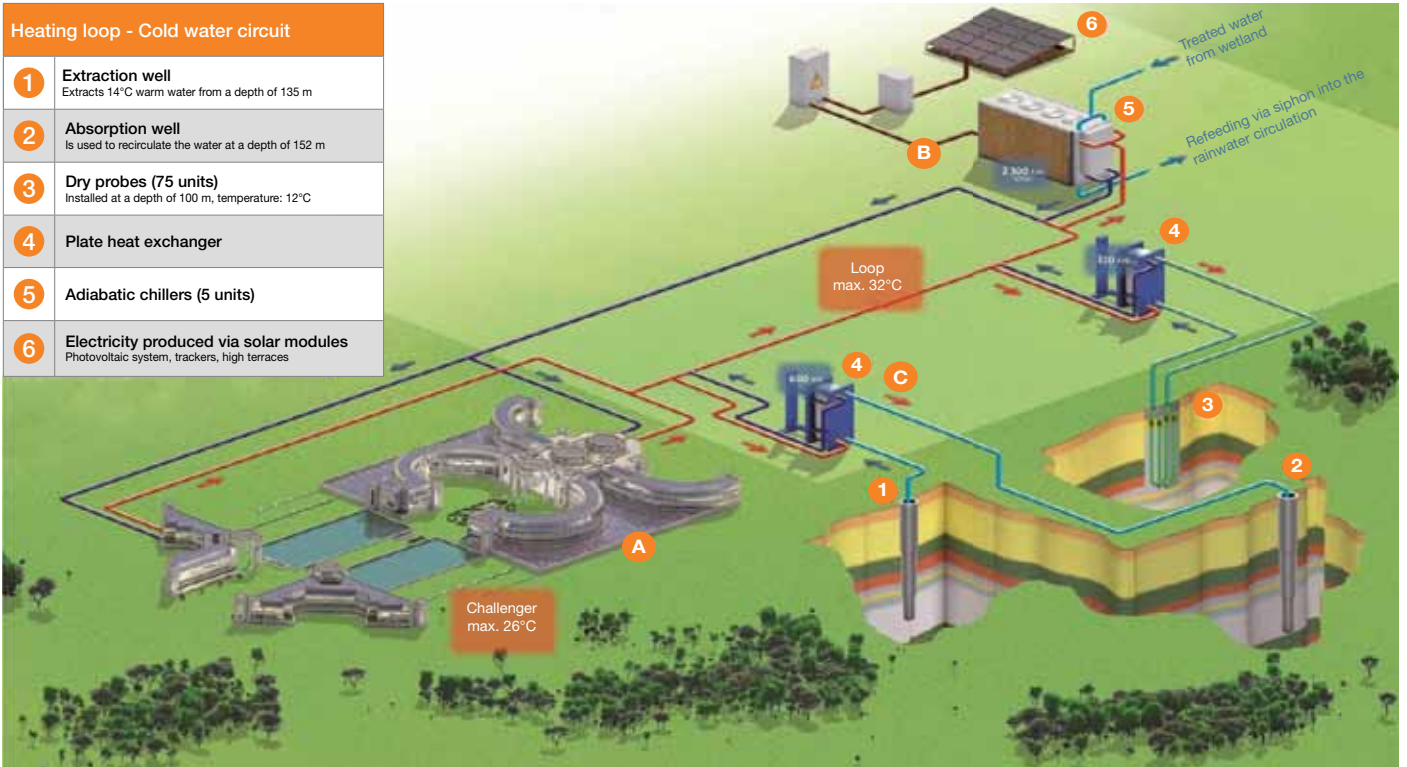 Heating loop - Cold water circuit
1
Extraction well
Extracts 14°C warm water from a depth of 135 m
2
Absorption well
Is used to recirculate the water at a depth of 152 m
3
Dry probes (75 units)
Installed at a depth of 100 m, temperature: 12°C
4
Plate heat exchanger
5
Adiabatic chillers (5 units)
6
Electricity produced via solar modules
Photovoltaic system, trackers, high terraces
6
Treated water
from wetland
5
Refeeding via siphon into the
rainwater circulation
B
2 300
4
Loop
max. 32°C
4
C
3
2
1
A
Challenger
max. 26°C